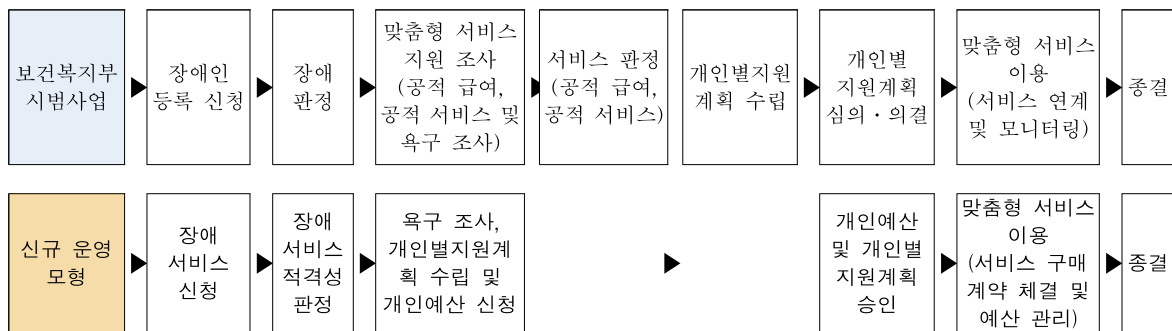 보건복지부
시범사업
장애인
등록 신청
장애
판정
맞춤형 서비스
지원 조사
(공적 급여,
공적 서비스 및
욕구 조사)
서비스 판정
(공적 급여,
공적 서비스)
개인별지원
계획 수립
개인별
지원계획
심의·의결
맞춤형 서비스
이용
(서비스 연계
및 모니터링)
종결
신규 운영
모형
장애
서비스
신청
장애
서비스
적격성
판정
욕구 조사,
개인별지원계
획 수립 및
개인예산 신청
개인예산
및 개인별
지원계획
승인
맞춤형 서비스
이용
(서비스 구매
계약 체결 및
예산 관리)
종결